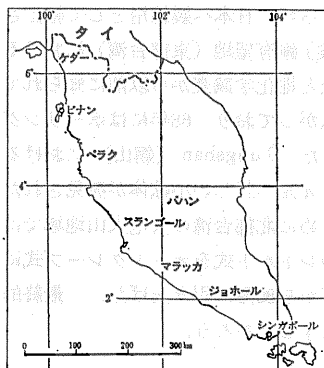 100° 102° 104°
タイ
ケダー
6°
ピナン
ペラク
4°
パハン
スランゴール
マラッカ
2°
ジョホール
シンガポール
100 200 300 km